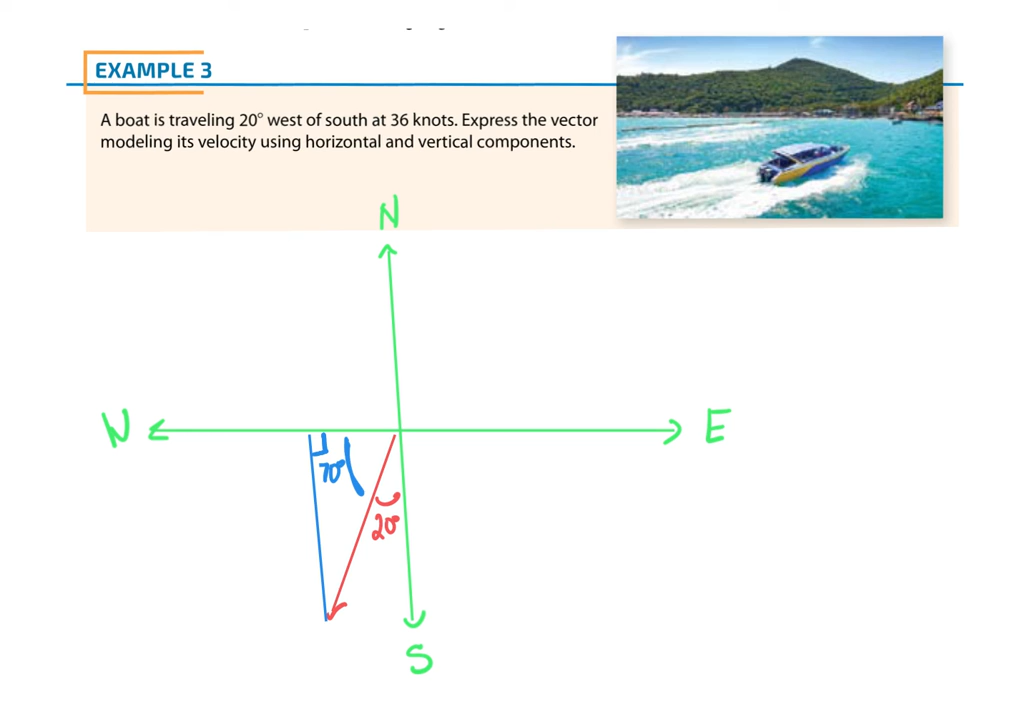 EXAMPLE 3
A boat is traveling 20° west of south at 36 knots. Express the vector
modeling its velocity using horizontal and vertical components.
N
W
E
70°
20°
S